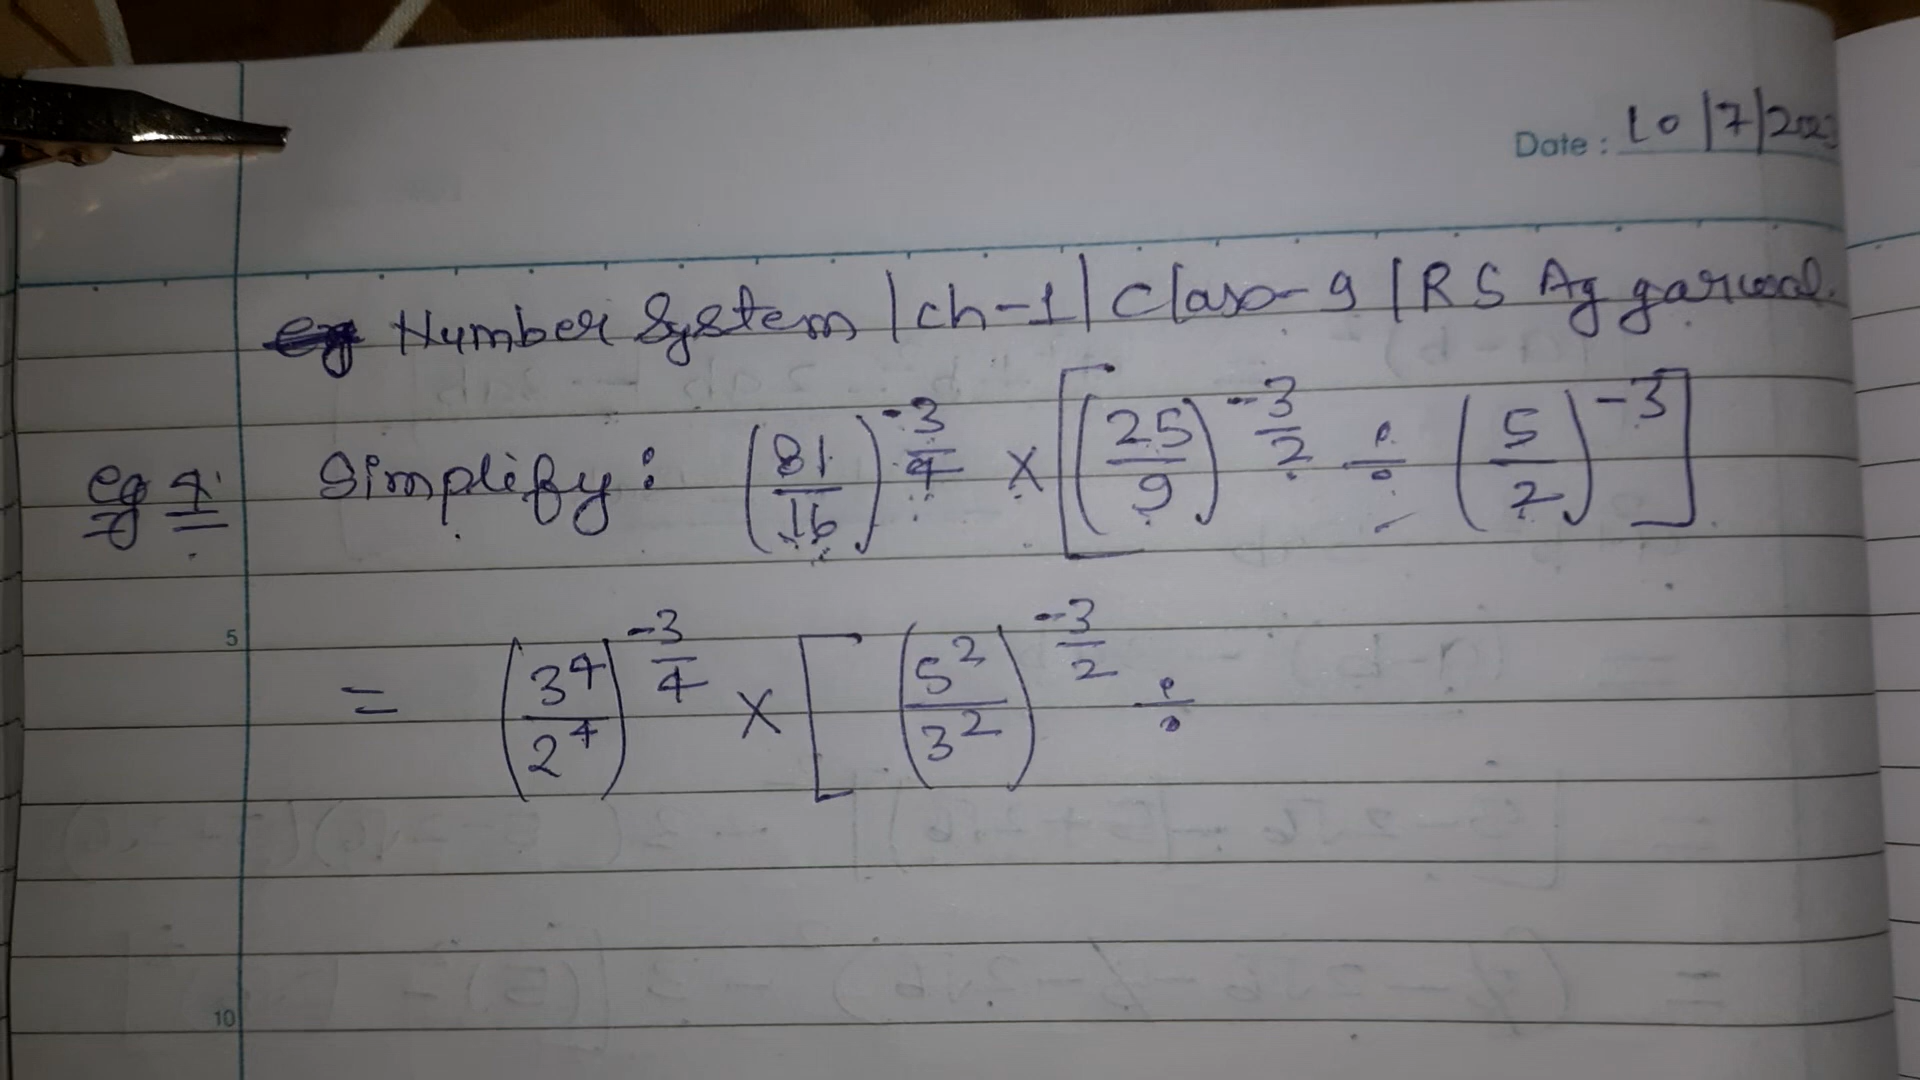 Date : 10/7/202
Number System | ch-1 | Class-9 | RS Aggarwal.
eg 4. Simplify : (81/16)^(-3/4) × [(25/9)^(-3/2) ÷ (5/2)^(-3)]
5
= (3^4/2^4)^(-3/4) × [(5^2/3^2)^(-3/2) ÷
10